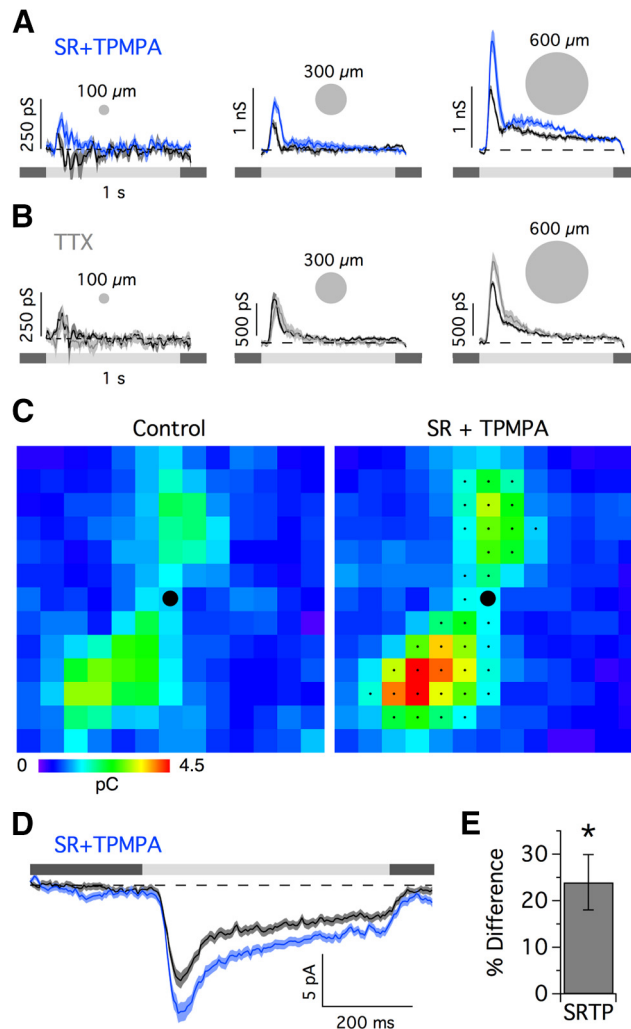 A
SR+TPMPA
100 µm
300 µm
600 µm
250 pS
1 nS
1 nS
1 s
B
TTX
100 µm
300 µm
600 µm
250 pS
500 pS
500 pS
1 s
C
Control
SR + TPMPA
0
4.5
pC
D
SR+TPMPA
5 pA
200 ms
E
*
% Difference
30
20
10
0
SRTP